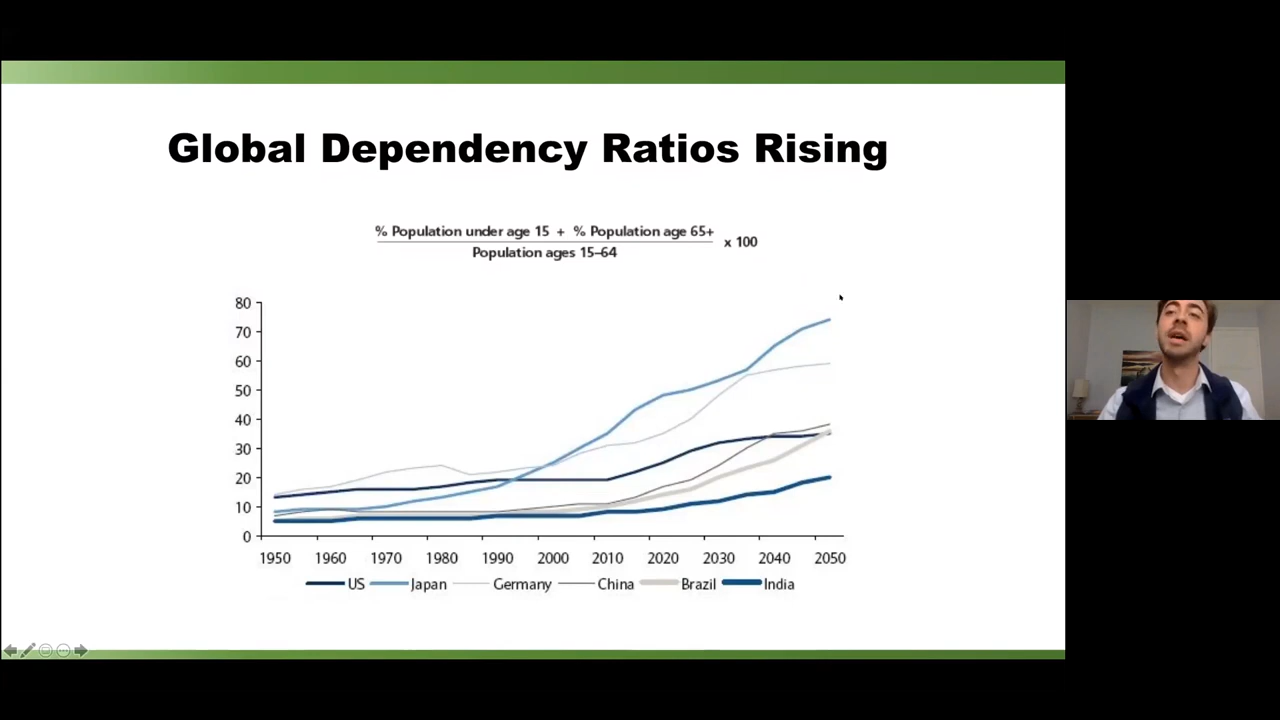 Global Dependency Ratios Rising
% Population under age 15 + % Population age 65+
Population ages 15–64
x 100
80
70
60
50
40
30
20
10
0
1950 1960 1970 1980 1990 2000 2010 2020 2030 2040 2050
US Japan Germany China Brazil India